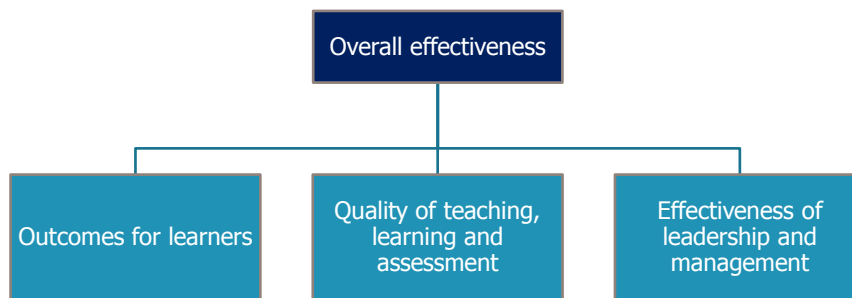 Overall effectiveness
Outcomes for learners
Quality of teaching,
learning and
assessment
Effectiveness of
leadership and
management